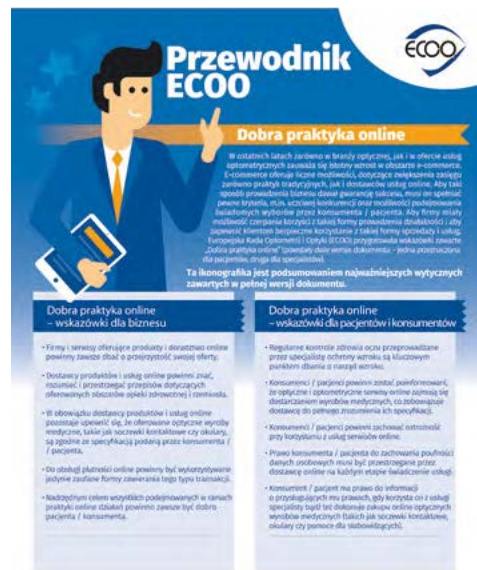 ECOO
Przewodnik
ECOO
Dobra praktyka online
W ostatnich latach zarówno w branży optycznej, jak i w ofercie usług
optometrycznych zauważa się istotny wzrost w obszarze e-commerce.
E-commerce oferuje liczne możliwości, dotyczące zwiększenia zasięgu
zarówno praktyk tradycyjnych, jak i dostawców usług online. Aby taki
sposób prowadzenia biznesu dawał gwarancję sukcesu, musi on spełniać
pewne kryteria, m.in. uczciwej konkurencji oraz możliwości podejmowania
świadomych wyborów przez konsumenta / pacjenta. Aby firmy miały
możliwość czerpania korzyści z takiej formy prowadzenia działalności i aby
zapewnić klientom bezpieczne korzystanie z takiej formy sprzedaży i usług,
Europejska Rada Optometrii i Optyki (ECOO) przygotowała wskazówki zawarte
„Dobra praktyka online” (powstały dwie wersje dokumentu – jedna przeznaczona
dla pacjentów, druga dla specjalistów).
Ta ikonografika jest podsumowaniem najważniejszych wytycznych
zawartych w pełnej wersji dokumentu.
Dobra praktyka online
– wskazówki dla biznesu
• Firmy i serwisy oferujące produkty i doradztwo online
powinny zawsze dbać o przejrzystość swojej oferty.
• Dostawcy produktów i usług online powinni znać,
rozumieć i przestrzegać przepisów dotyczących
oferowanych obszarów opieki zdrowotnej i rzemiosła.
• W obowiązku dostawcy produktów i usług online
pozostaje upewnić się, że oferowane optyczne wyroby
medyczne, takie jak soczewki kontaktowe czy okulary,
są zgodne ze specyfikacją podaną przez konsumenta /
/ pacjenta.
• Do obsługi płatności online powinny być wykorzystywane
jedynie zaufane formy zawierania tego typu transakcji.
• Nadrzędnym celem wszystkich podejmowanych w ramach
praktyki online działań powinno zawsze być dobro
pacjenta / konsumenta.
Dobra praktyka online
– wskazówki dla pacjentów i konsumentów
• Regularne kontrole zdrowia oczu przeprowadzane
przez specjalistę ochrony wzroku są kluczowym
punktem dbania o narząd wzroku.
• Konsumenci / pacjenci powinni zostać poinformowani,
że optyczne i optometryczne serwisy online zajmują się
dostarczaniem wyrobów medycznych, co zobowiązuje
dostawcę do pełnego zrozumienia ich specyfikacji.
• Konsumenci / pacjenci powinni zachować ostrożność
przy korzystaniu z usług serwisów online.
• Prawo konsumenta / pacjenta do zachowania poufności
danych osobowych musi być przestrzegane przez
dostawcę online na każdym etapie świadczenie usługi.
• Konsument / pacjent ma prawo do informacji
o przysługujących mu prawach, gdy korzysta on z usługi
specjalisty bądź też dokonuje zakupu online optycznych
wyrobów medycznych (takich jak soczewki kontaktowe,
okulary czy pomoce dla słabowidzących).